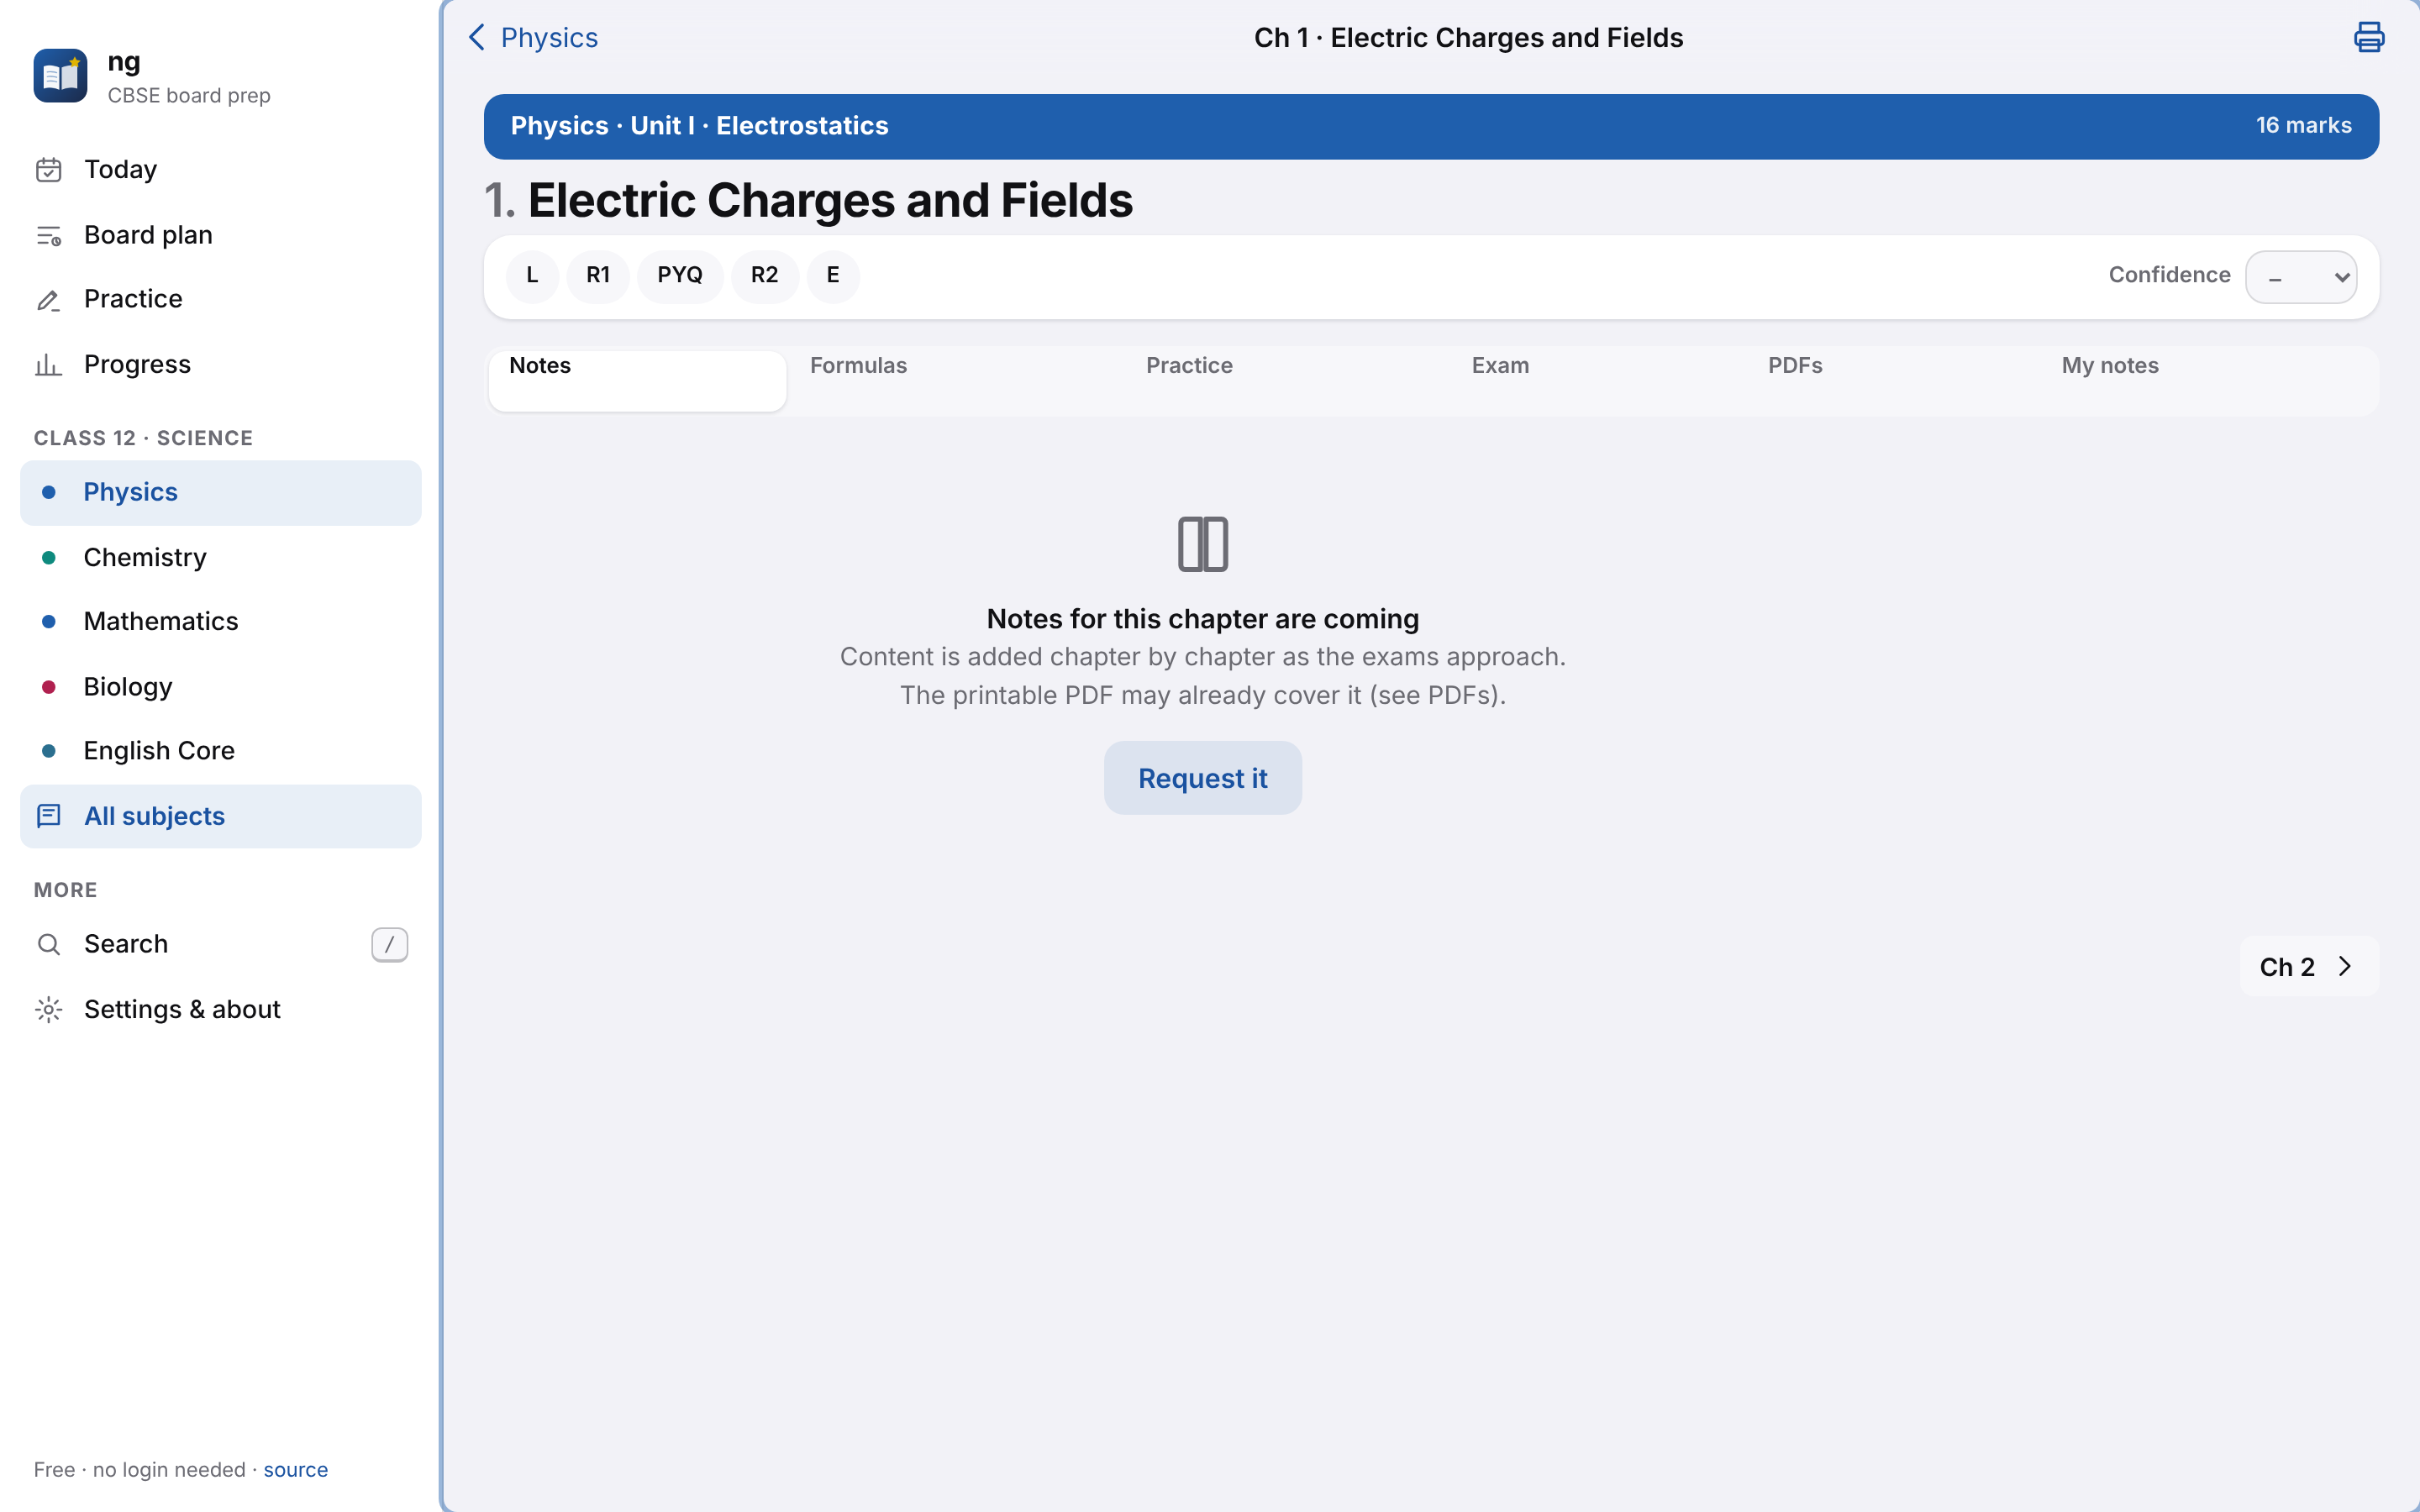 ng
CBSE board prep
Today
Board plan
Practice
Progress
CLASS 12 · SCIENCE
Physics
Chemistry
Mathematics
Biology
English Core
All subjects
MORE
Search /
Settings & about
Free · no login needed · source
Physics
Ch 1 · Electric Charges and Fields
Physics · Unit I · Electrostatics
16 marks
1. Electric Charges and Fields
L R1 PYQ R2 E
Confidence –
Notes Formulas Practice Exam PDFs My notes
Notes for this chapter are coming
Content is added chapter by chapter as the exams approach.
The printable PDF may already cover it (see PDFs).
Request it
Ch 2